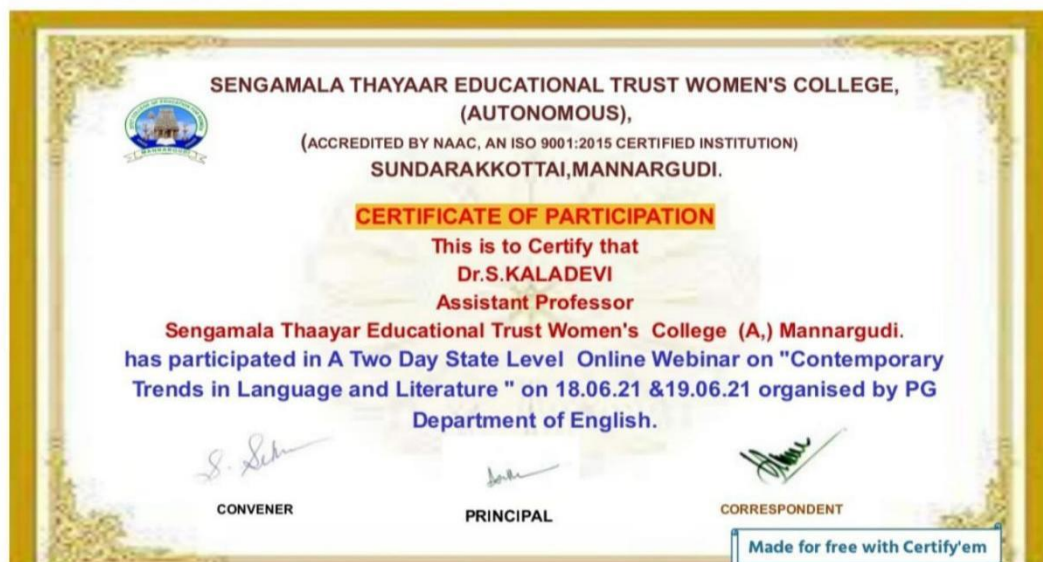 SENGAMALA THAYAAR EDUCATIONAL TRUST WOMEN'S COLLEGE,
(AUTONOMOUS),
(ACCREDITED BY NAAC, AN ISO 9001:2015 CERTIFIED INSTITUTION)
SUNDARAKKOTTAI,MANNARGUDI.
MANNARGUDI
CERTIFICATE OF PARTICIPATION
This is to Certify that
Dr.S.KALADEVI
Assistant Professor
Sengamala Thaayar Educational Trust Women's College (A,) Mannargudi.
has participated in A Two Day State Level Online Webinar on "Contemporary
Trends in Language and Literature " on 18.06.21 &19.06.21 organised by PG
Department of English.
CONVENER
PRINCIPAL
CORRESPONDENT
Made for free with Certify'em